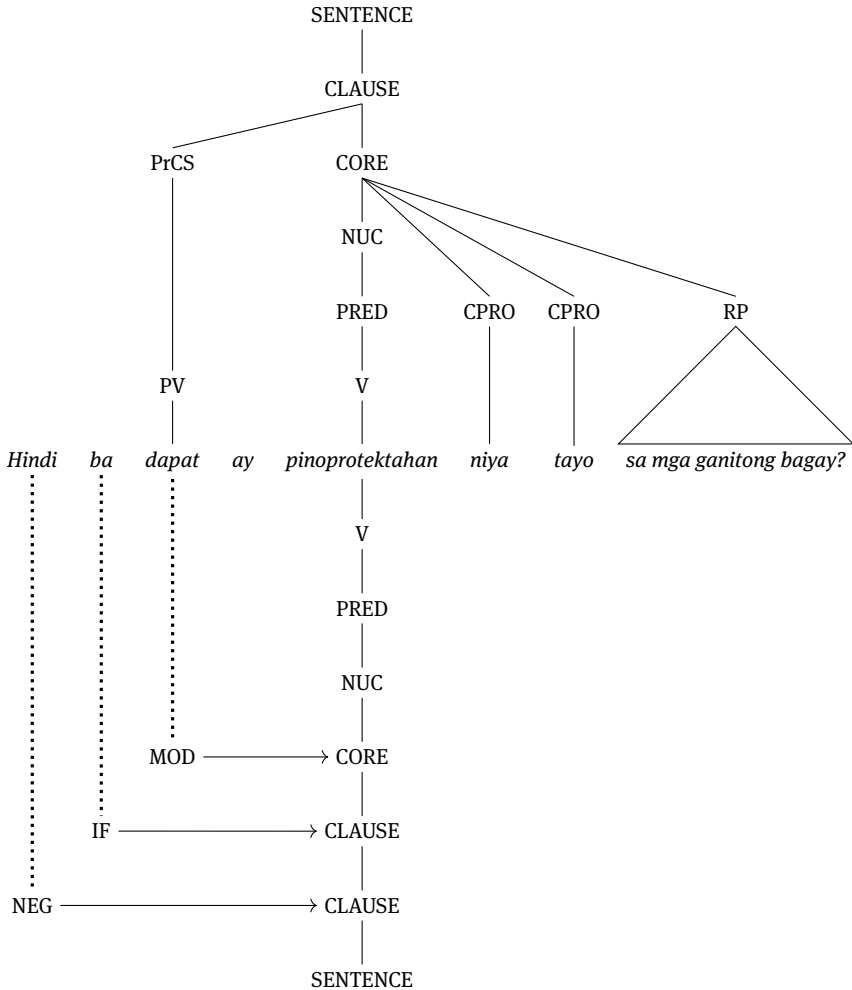 SENTENCE
CLAUSE
PrCS CORE
NUC
PRED CPRO CPRO RP
PV V
Hindi ba dapat ay pinoprotektahan niya tayo sa mga ganitong bagay?
V
PRED
NUC
MOD CORE
IF CLAUSE
NEG CLAUSE
SENTENCE